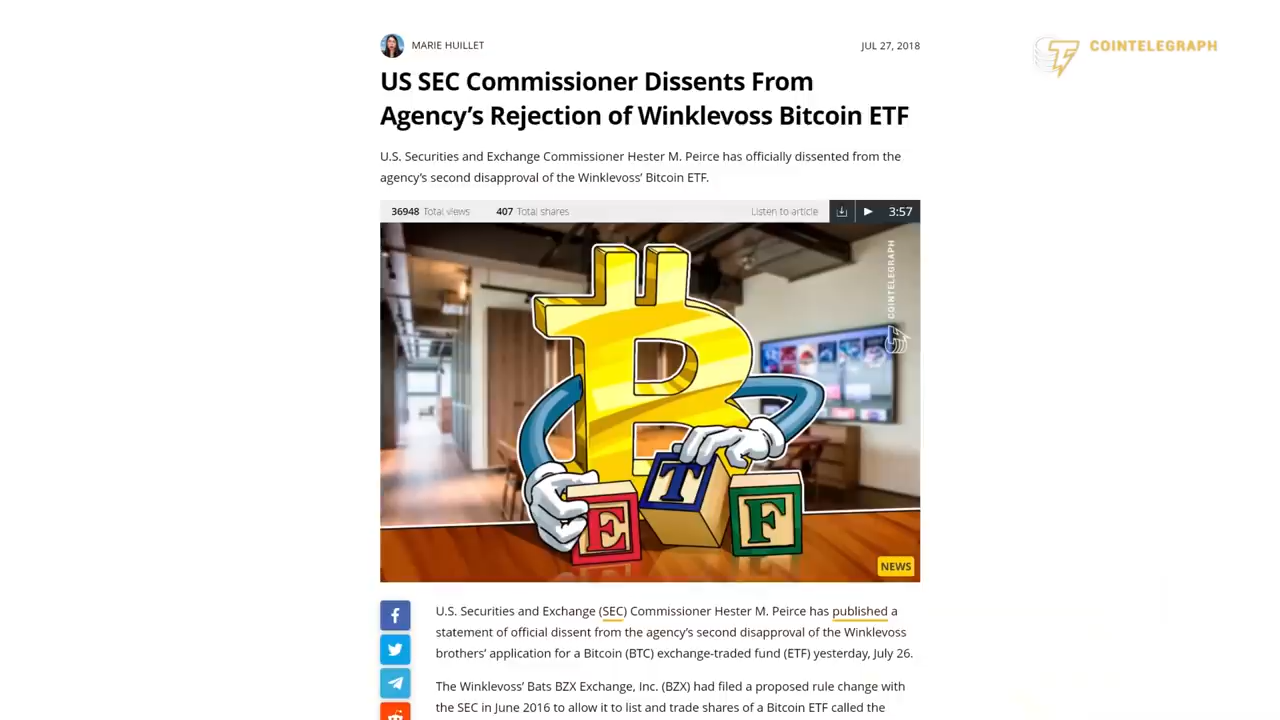 MARIE HUILLET
JUL 27, 2018
COINTELEGRAPH
US SEC Commissioner Dissents From
Agency’s Rejection of Winklevoss Bitcoin ETF
U.S. Securities and Exchange Commissioner Hester M. Peirce has officially dissented from the
agency’s second disapproval of the Winklevoss’ Bitcoin ETF.
36948 Total views 407 Total shares Listen to article 3:57
COINTELEGRAPH
E T F
NEWS
U.S. Securities and Exchange (SEC) Commissioner Hester M. Peirce has published a
statement of official dissent from the agency’s second disapproval of the Winklevoss
brothers’ application for a Bitcoin (BTC) exchange-traded fund (ETF) yesterday, July 26.
The Winklevoss’ Bats BZX Exchange, Inc. (BZX) had filed a proposed rule change with
the SEC in June 2016 to allow it to list and trade shares of a Bitcoin ETF called the